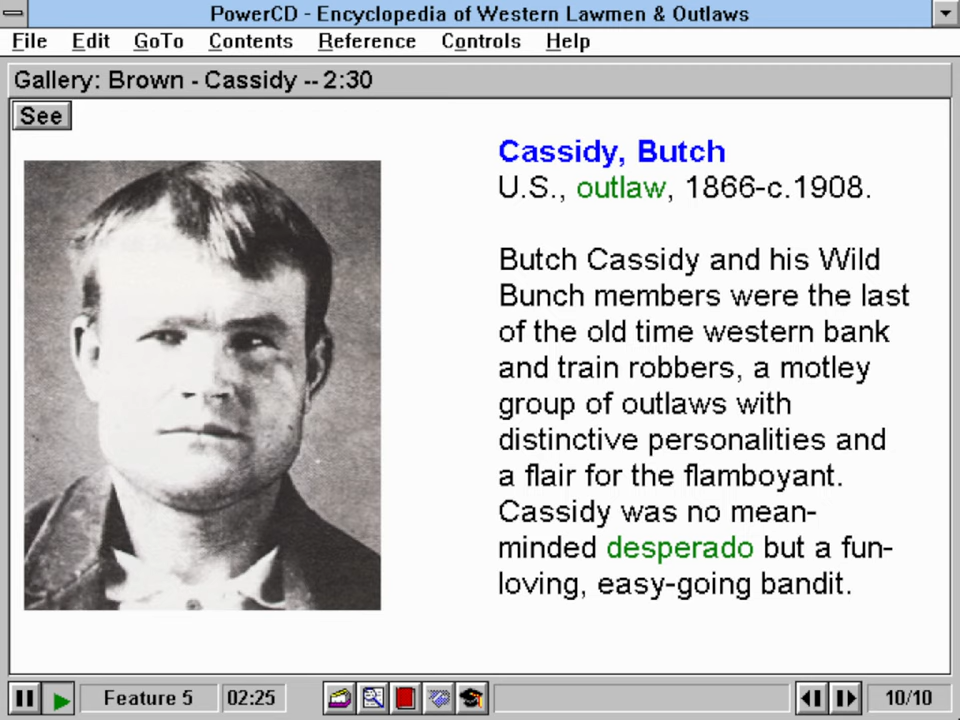 PowerCD - Encyclopedia of Western Lawmen & Outlaws
File Edit GoTo Contents Reference Controls Help
Gallery: Brown - Cassidy -- 2:30
See
Cassidy, Butch
U.S., outlaw, 1866-c.1908.
Butch Cassidy and his Wild
Bunch members were the last
of the old time western bank
and train robbers, a motley
group of outlaws with
distinctive personalities and
a flair for the flamboyant.
Cassidy was no mean-
minded desperado but a fun-
loving, easy-going bandit.
Feature 5 02:25 10/10